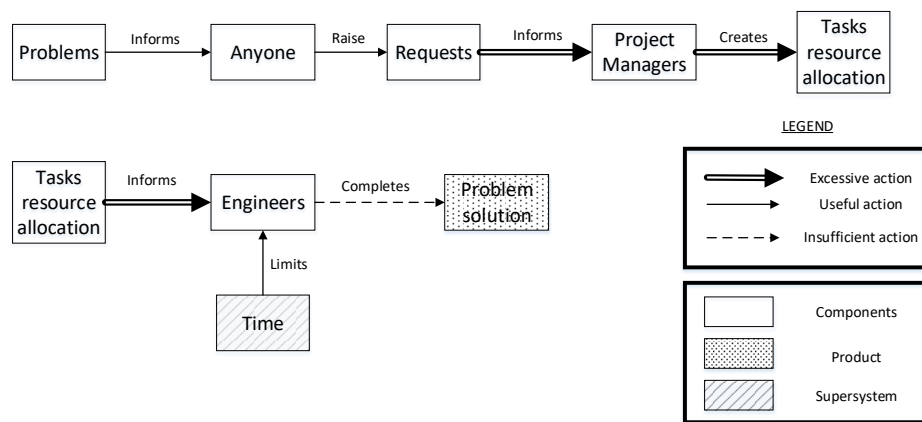 Problems
Informs
Anyone
Raise
Requests
Informs
Project
Managers
Creates
Tasks
resource
allocation
LEGEND
Tasks
resource
allocation
Informs
Engineers
Completes
Problem
solution
Limits
Time
Excessive action
Useful action
Insufficient action
Components
Product
Supersystem